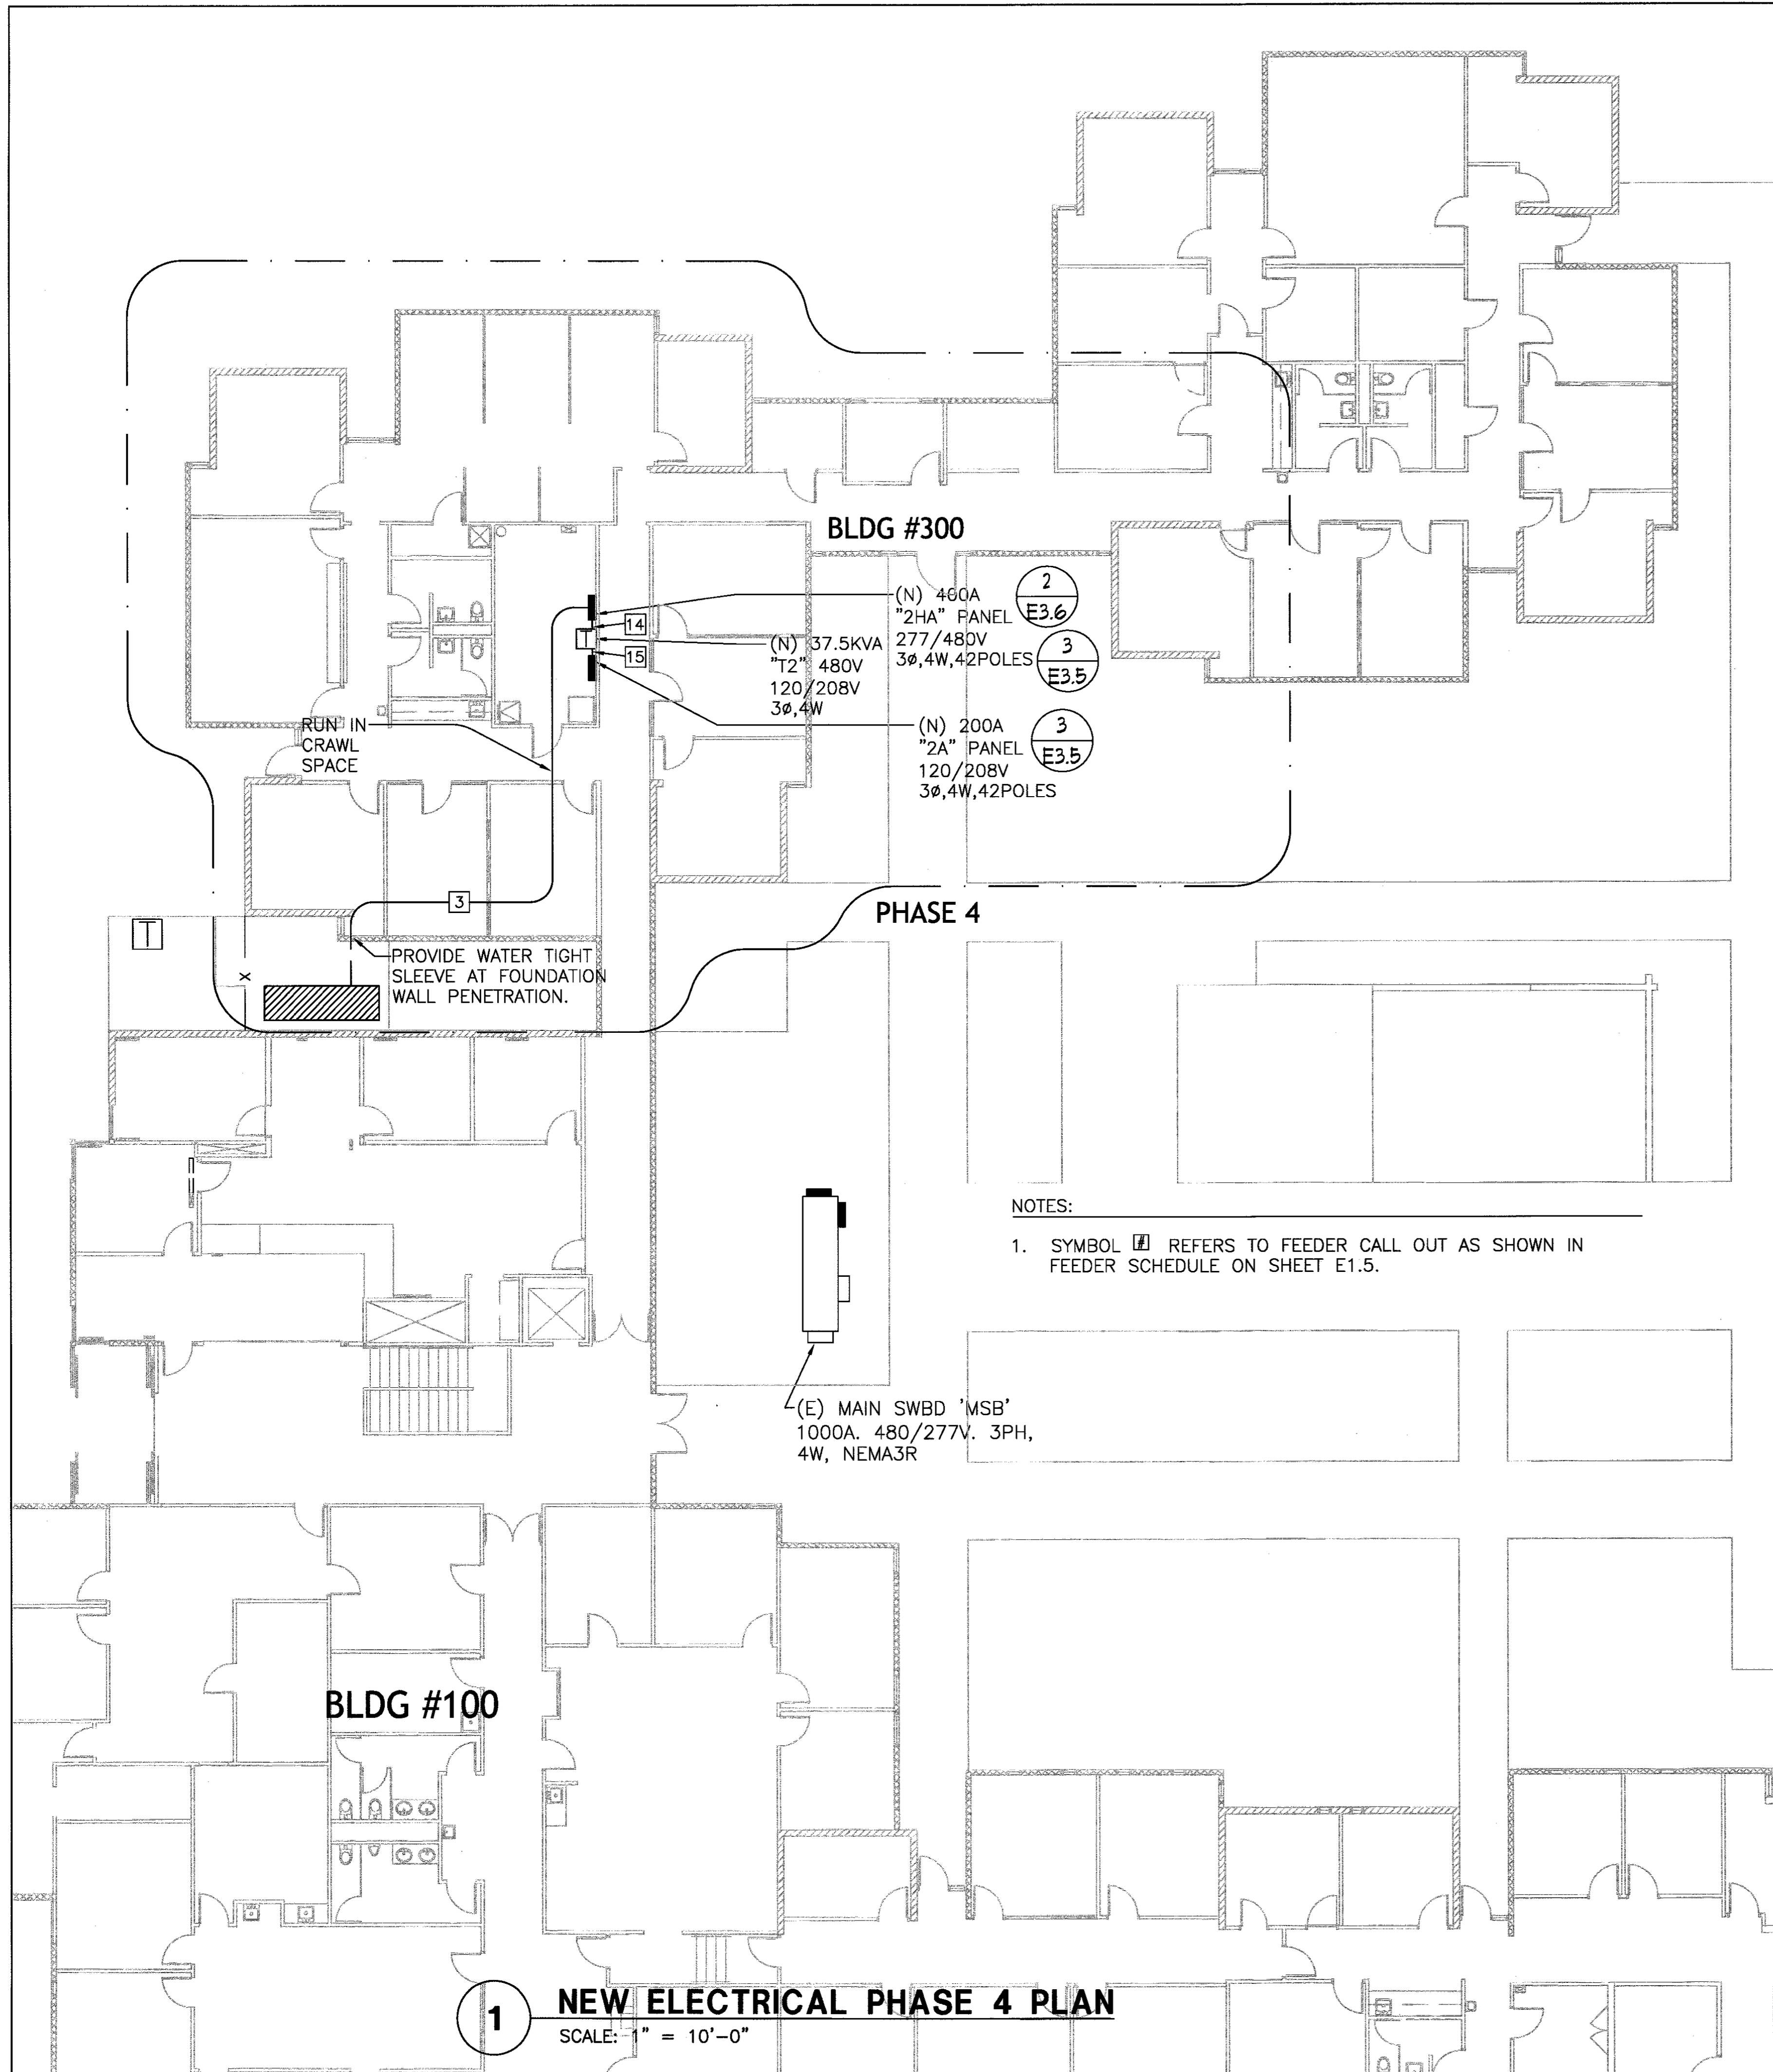 BLDG #300
(N) 400A
"2HA" PANEL
277/480V
3ø,4W,42POLES
2
E3.6
3
E3.5
14
T
15
(N) 37.5KVA
"T2" 480V
120/208V
3ø,4W
(N) 200A
"2A" PANEL
120/208V
3ø,4W,42POLES
3
E3.5
RUN IN
CRAWL
SPACE
3
PHASE 4
T
X
PROVIDE WATER TIGHT
SLEEVE AT FOUNDATION
WALL PENETRATION.
NOTES:
1. SYMBOL # REFERS TO FEEDER CALL OUT AS SHOWN IN
FEEDER SCHEDULE ON SHEET E1.5.
(E) MAIN SWBD 'MSB'
1000A. 480/277V. 3PH,
4W, NEMA3R
BLDG #100
1
NEW ELECTRICAL PHASE 4 PLAN
SCALE: 1" = 10'-0"